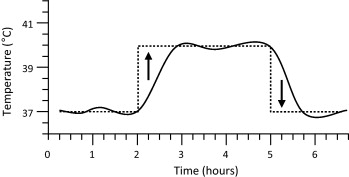 Temperature (°C)
41
39
37
0 1 2 3 4 5 6
Time (hours)